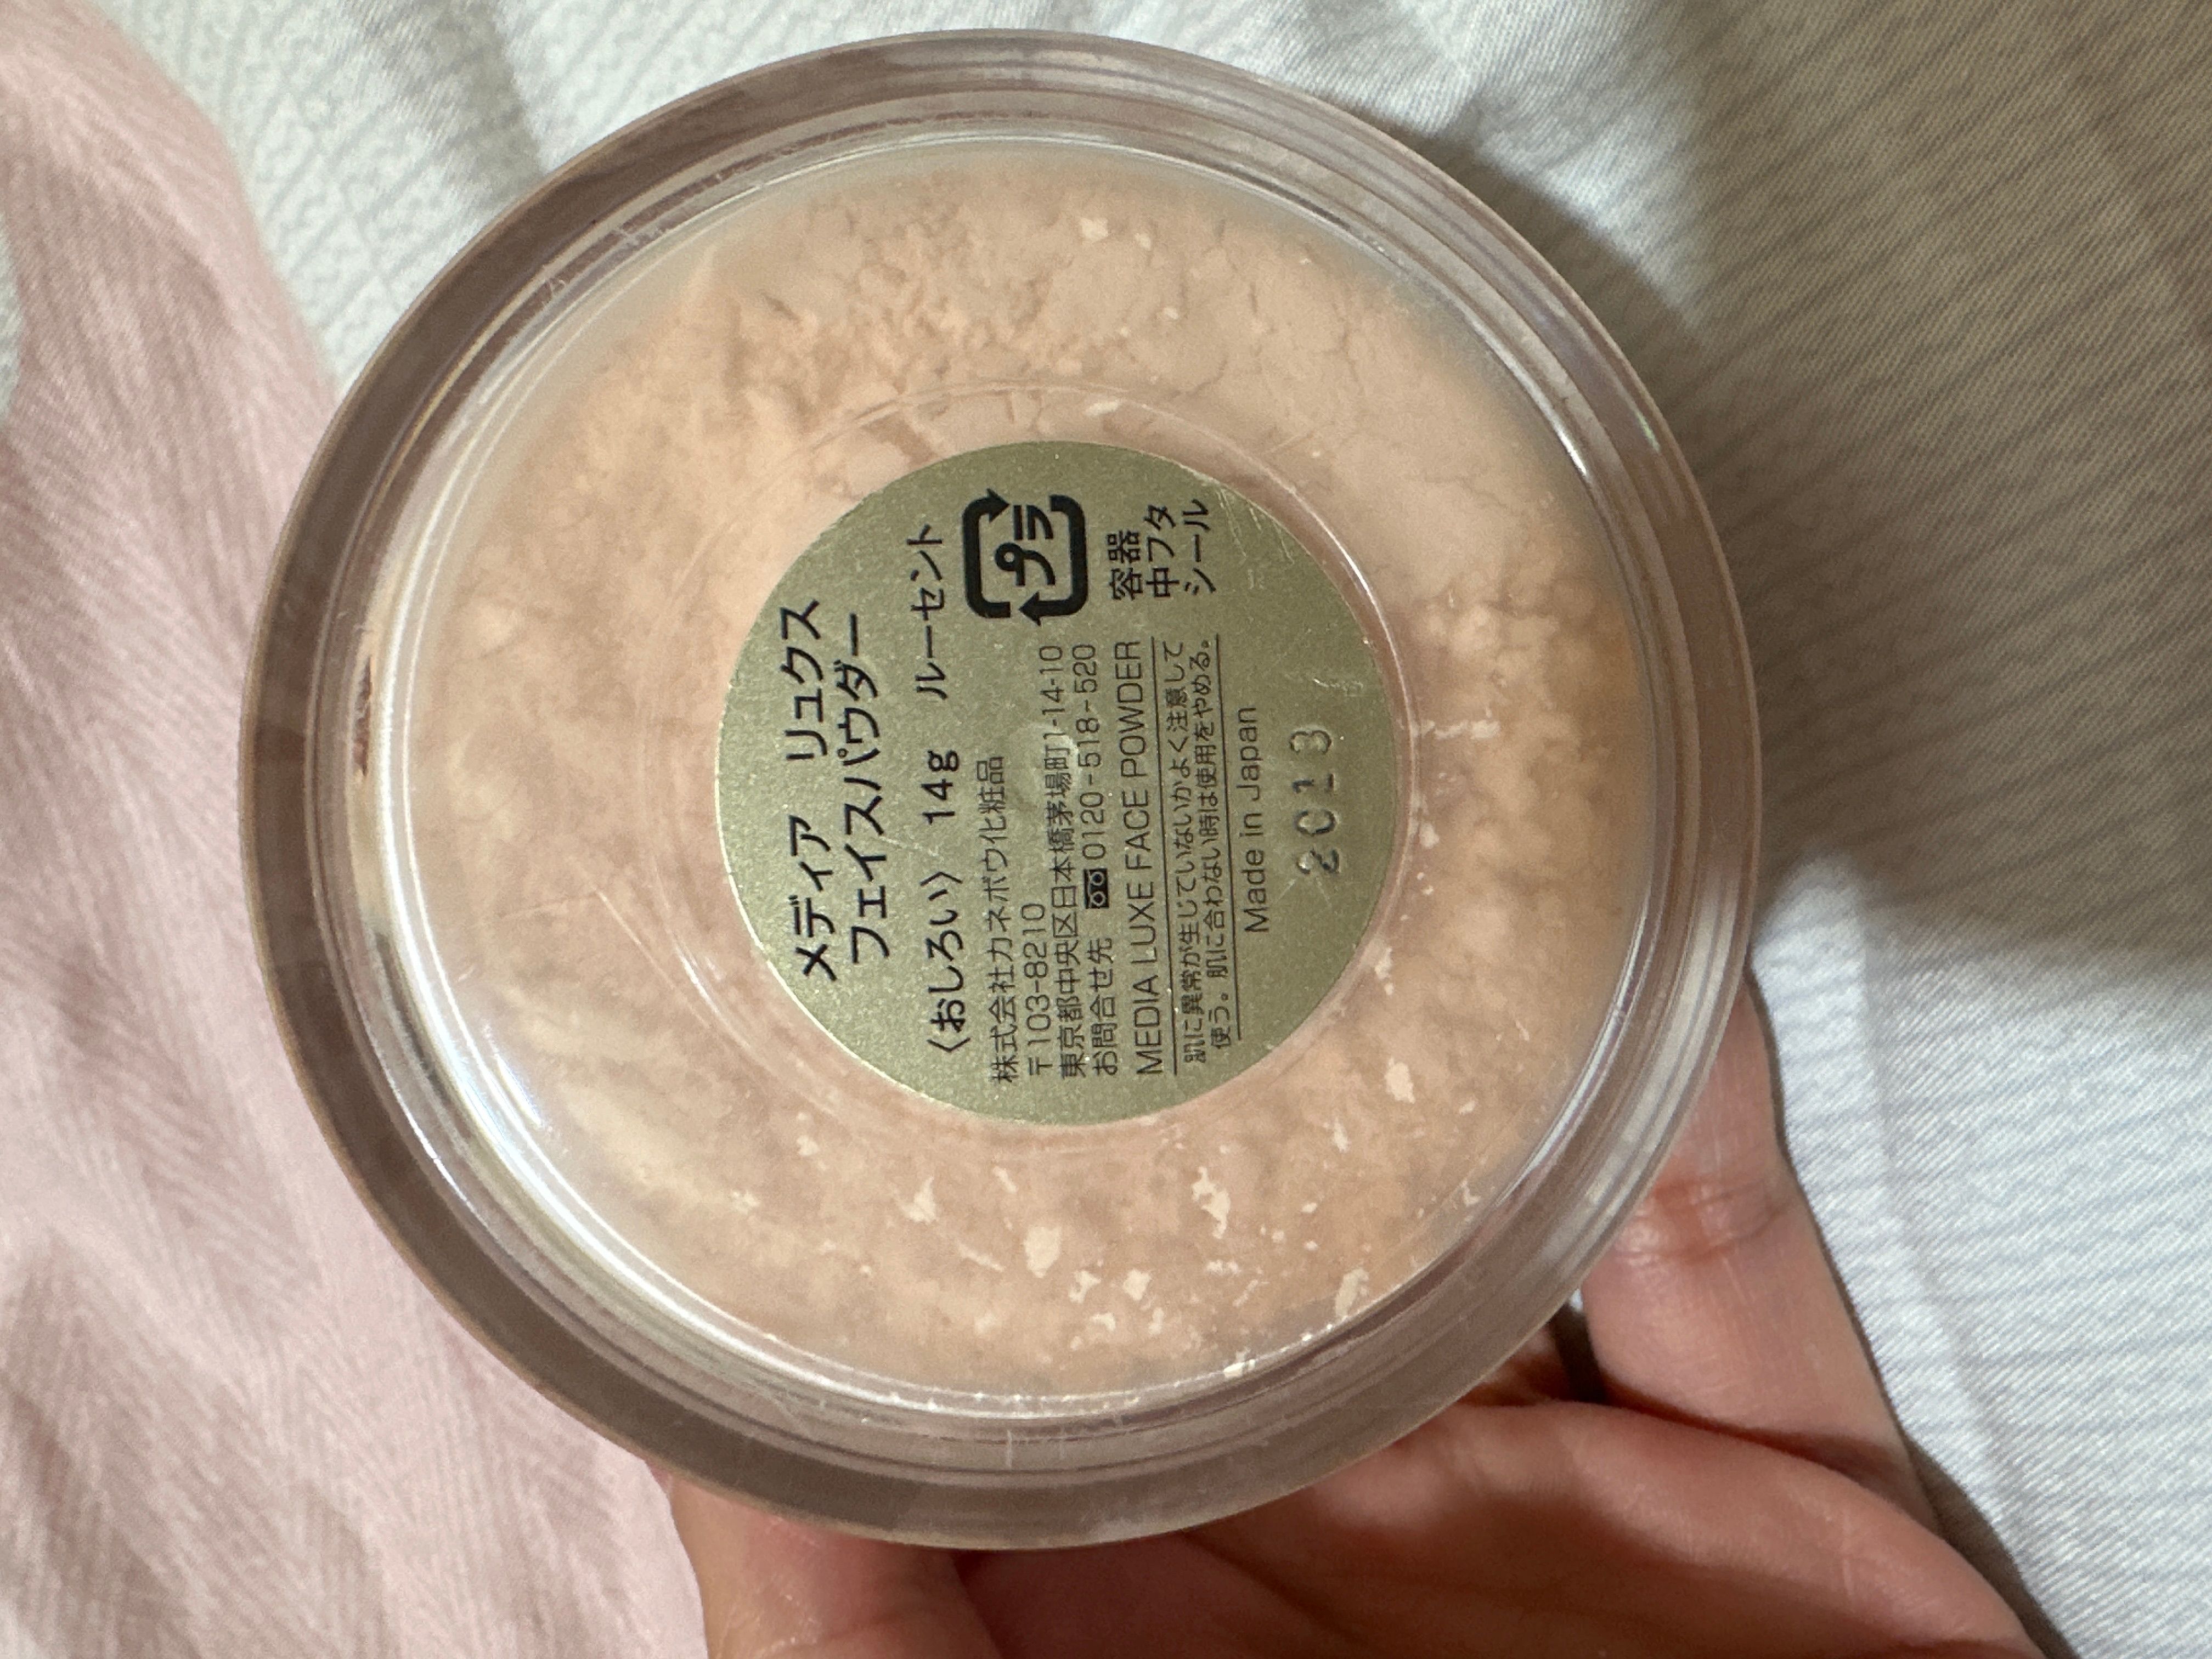 メディア リュクス
フェイスパウダー
〈おしろい〉 14g ルーセント
株式会社カネボウ化粧品
〒103-8210
東京都中央区日本橋茅場町1-14-10
お問合せ先 0120-518-520
MEDIA LUXE FACE POWDER
肌に異常が生じていないかよく注意して
使う。肌に合わない時は使用をやめる。
Made in Japan
2013
プラ
容器
中フタ
シール